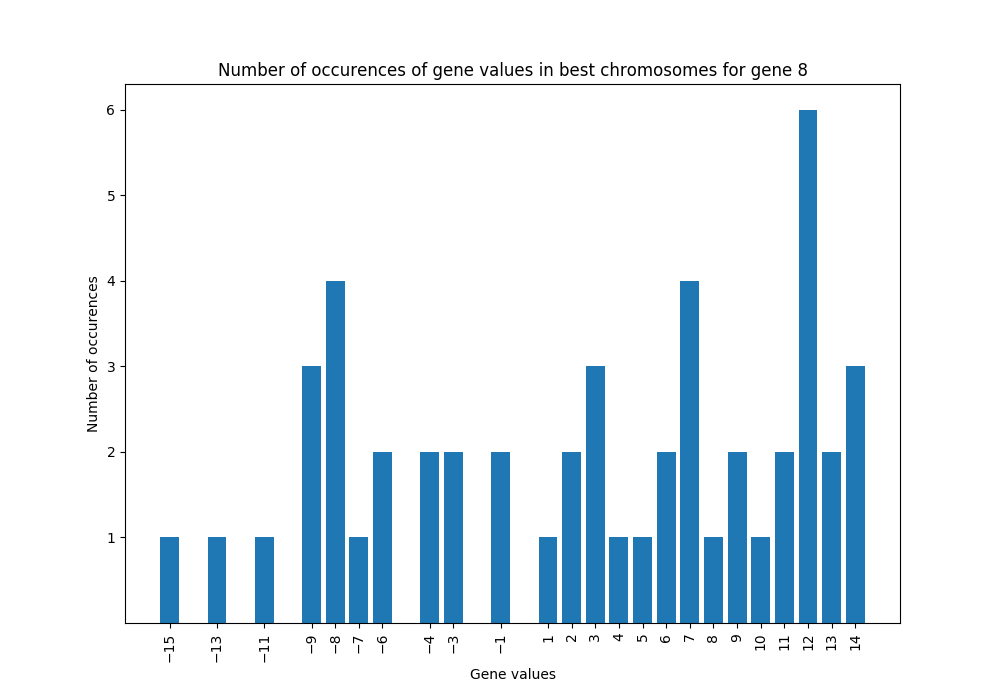 Number of occurences of gene values in best chromosomes for gene 8
6
5
4
3
2
1
Number of occurences
−15 −13 −11 −9 −8 −7 −6 −4 −3 −1 1 2 3 4 5 6 7 8 9 10 11 12 13 14
Gene values